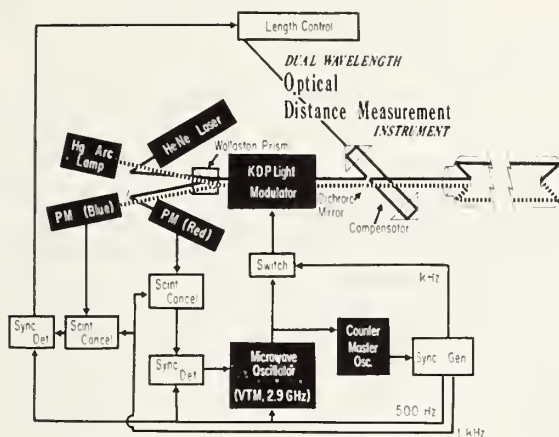 Length Control
DUAL WAVELENGTH
Optical
Distance Measurement
INSTRUMENT
Hg Arc
Lamp
HeNe Laser
Wollaston Prism
KDP Light
Modulator
PM (Blue)
PM (Red)
Dichroic
Mirror
Compensator
Switch
kHz
Scint
Cancel
Sync
Det
Scint
Cancel
Sync
Det
Microwave
Oscillator
(VTM, 2.9 GHz)
Counter
Master
Osc.
Sync Gen
500 Hz
1 kHz